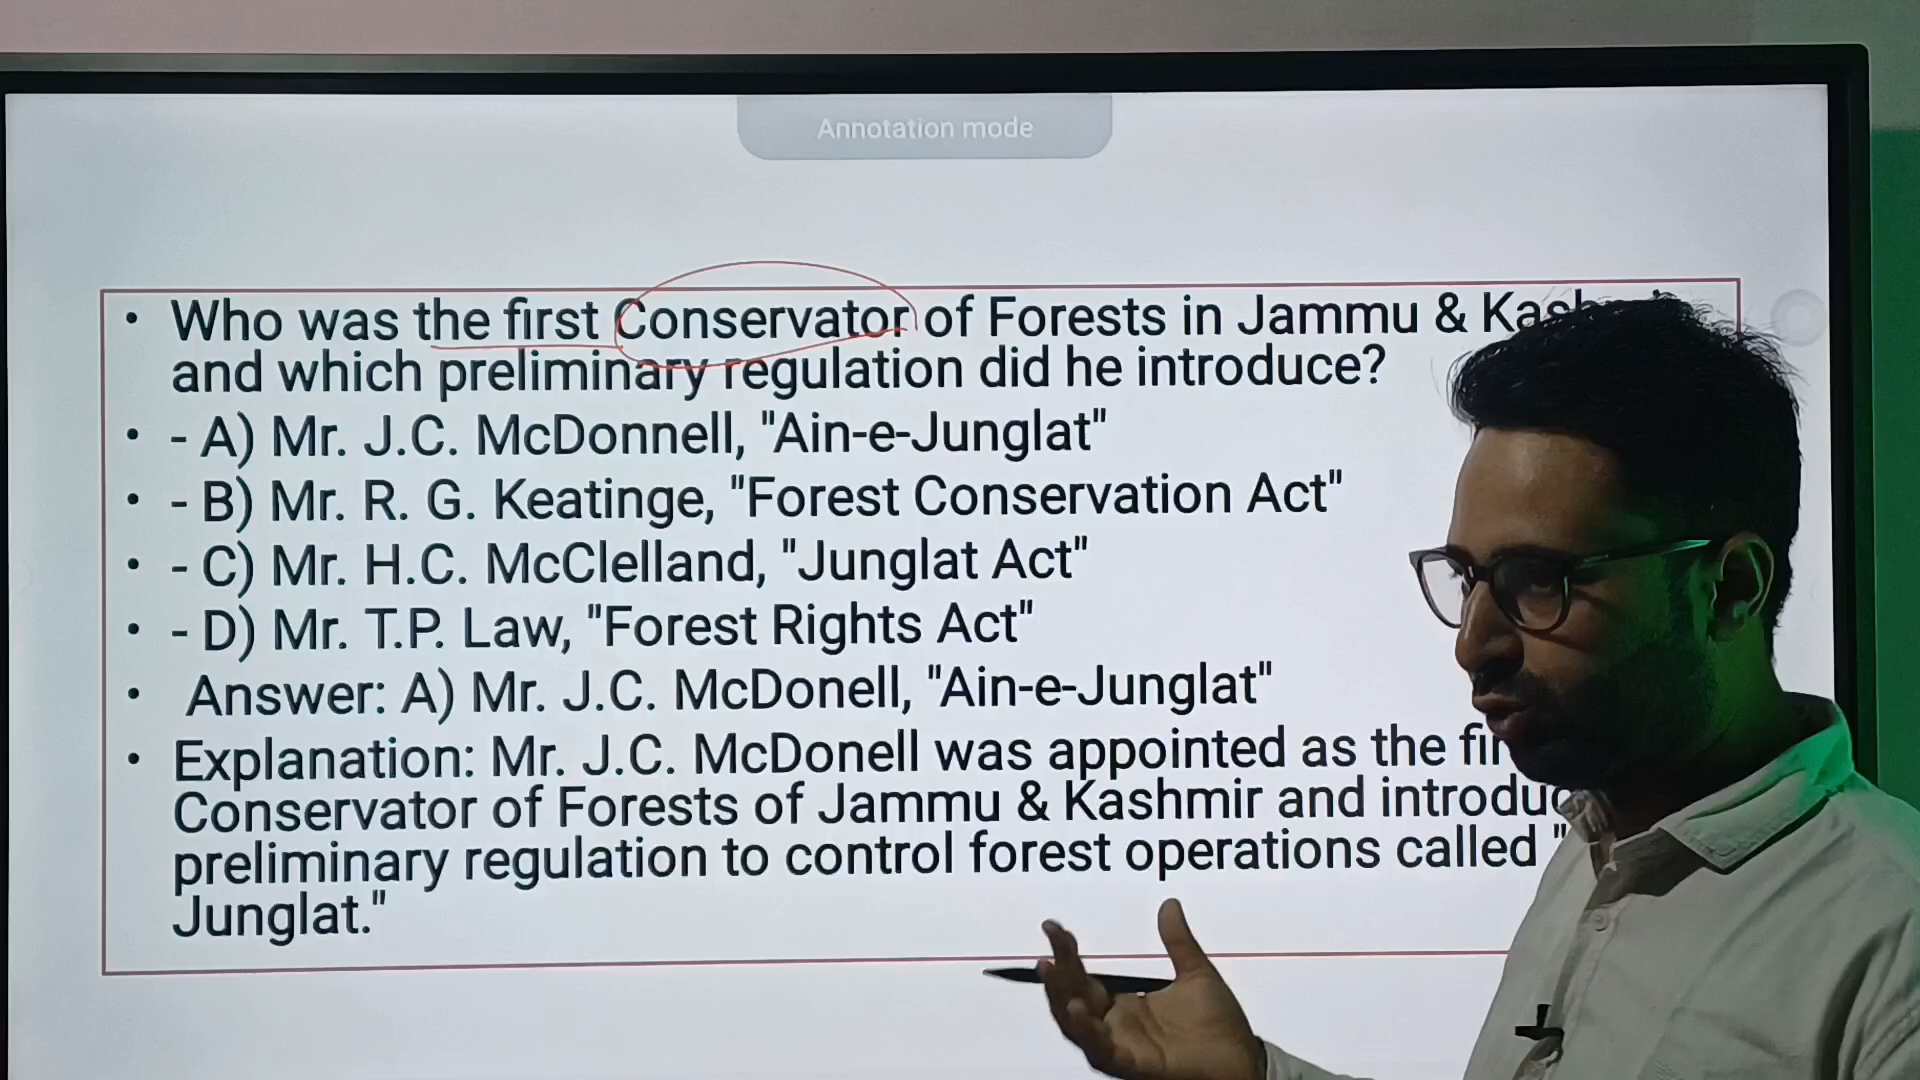 Annotation mode
• Who was the first Conservator of Forests in Jammu &
and which preliminary regulation did he introduce?
• - A) Mr. J.C. McDonnell, "Ain-e-Junglat"
• - B) Mr. R. G. Keatinge, "Forest Conservation Act"
• - C) Mr. H.C. McClelland, "Junglat Act"
• - D) Mr. T.P. Law, "Forest Rights Act"
• Answer: A) Mr. J.C. McDonell, "Ain-e-Junglat"
• Explanation: Mr. J.C. McDonell was appointed as the
Conservator of Forests of Jammu & Kashmir and
preliminary regulation to control forest operations called "
Junglat."